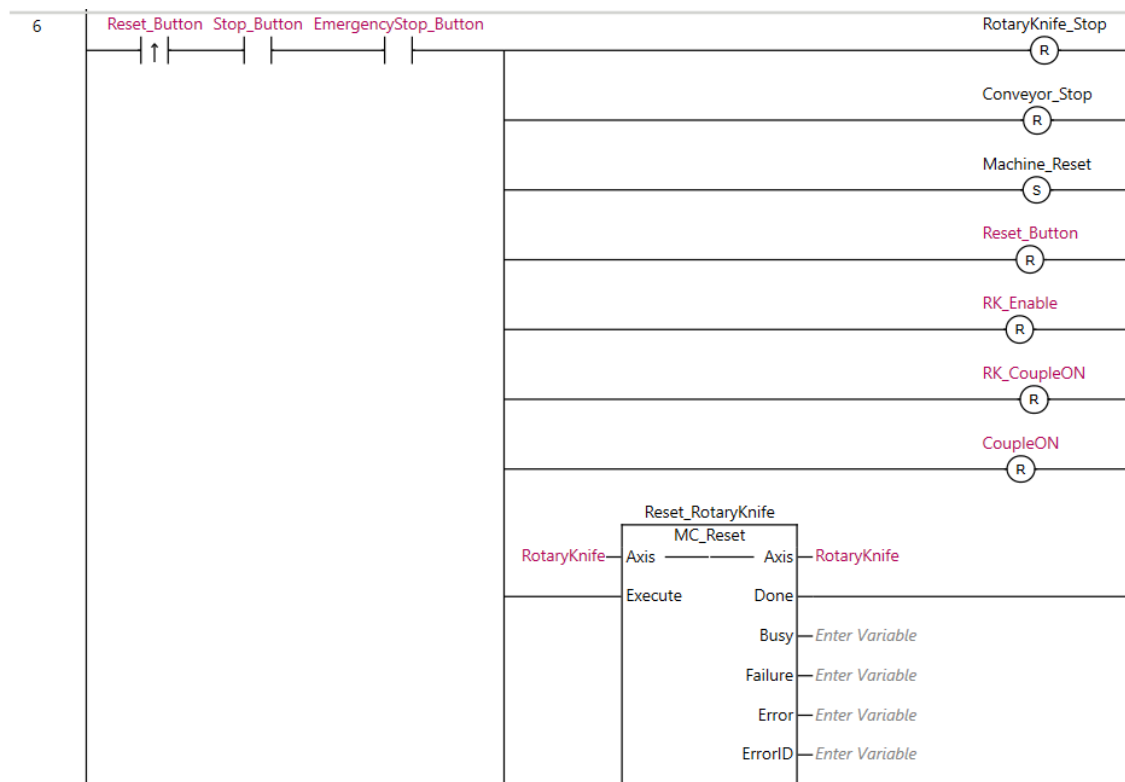 6
Reset_Button Stop_Button EmergencyStop_Button
RotaryKnife_Stop
↑
R
Conveyor_Stop
R
Machine_Reset
S
Reset_Button
R
RK_Enable
R
RK_CoupleON
R
CoupleON
R
Reset_RotaryKnife
MC_Reset
RotaryKnife Axis Axis RotaryKnife
Execute Done
Busy Enter Variable
Failure Enter Variable
Error Enter Variable
ErrorID Enter Variable